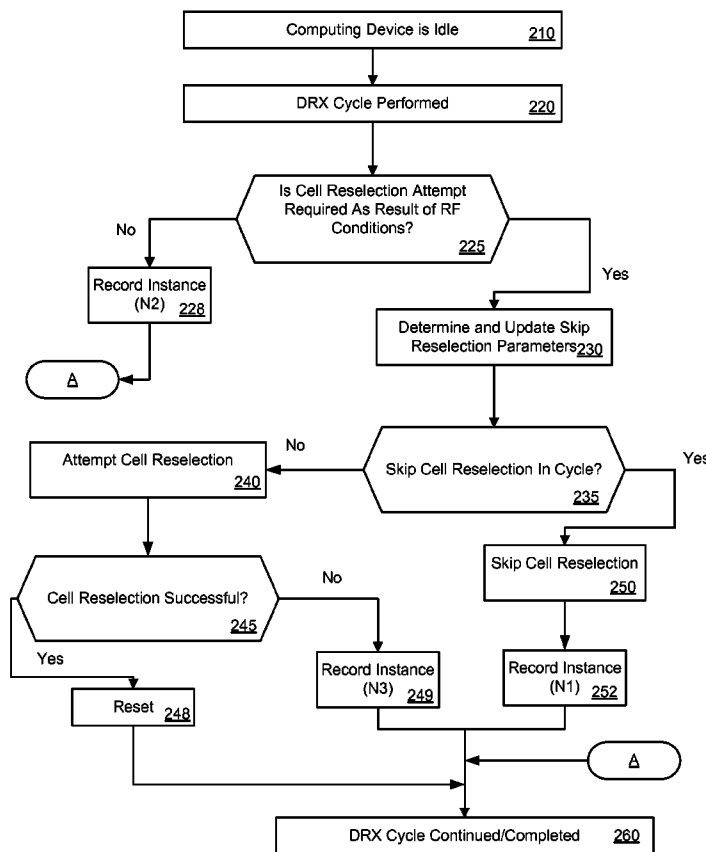 Computing Device is Idle
210
DRX Cycle Performed
220
Is Cell Reselection Attempt
Required As Result of RF
Conditions?
225
No
Yes
Record Instance
(N2) 228
Determine and Update Skip
Reselection Parameters 230
A
No
Yes
Attempt Cell Reselection
240
Skip Cell Reselection In Cycle?
235
Skip Cell Reselection
250
Cell Reselection Successful?
245
No
Yes
Record Instance
(N3) 249
Record Instance
(N1) 252
Reset 248
A
DRX Cycle Continued/Completed 260